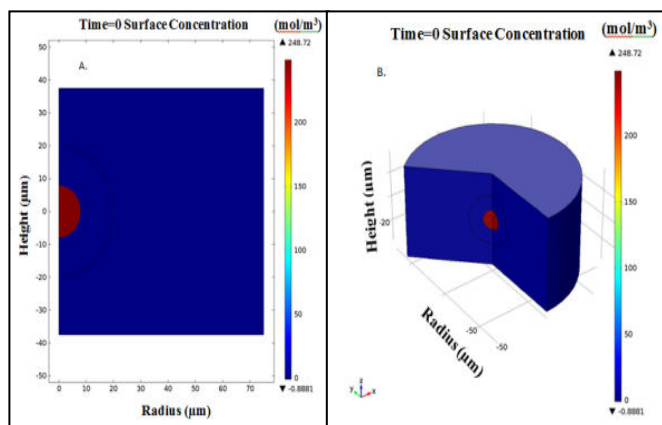 Time=0 Surface Concentration (mol/m³)
▲ 248.72
A.
50
40
30
20
10
0
-10
-20
-30
-40
-50
Height (µm)
0 10 20 30 40 50 60 70
Radius (µm)
200
150
100
50
0
▼ -0.8881
Time=0 Surface Concentration (mol/m³)
▲ 248.72
B.
Height (µm)
-20
Radius (µm)
-50
-50
z
y
x
200
150
100
50
0
▼ -0.8881